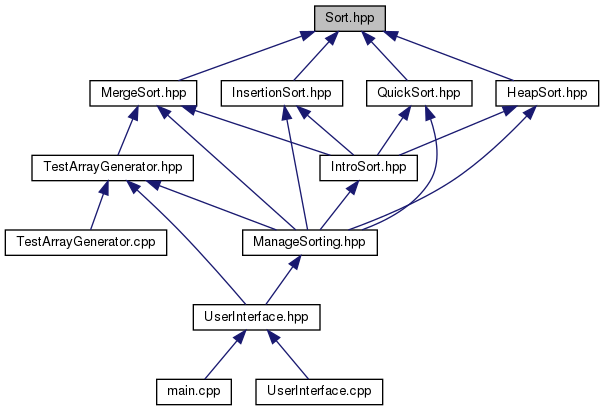 Sort.hpp
MergeSort.hpp
InsertionSort.hpp
QuickSort.hpp
HeapSort.hpp
TestArrayGenerator.hpp
IntroSort.hpp
TestArrayGenerator.cpp
ManageSorting.hpp
UserInterface.hpp
main.cpp
UserInterface.cpp